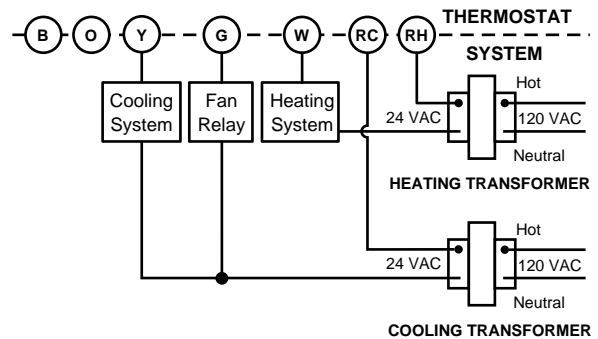 THERMOSTAT
B O Y G W RC RH
SYSTEM
Hot
Cooling System
Fan Relay
Heating System
24 VAC
120 VAC
Neutral
HEATING TRANSFORMER
Hot
24 VAC
120 VAC
Neutral
COOLING TRANSFORMER